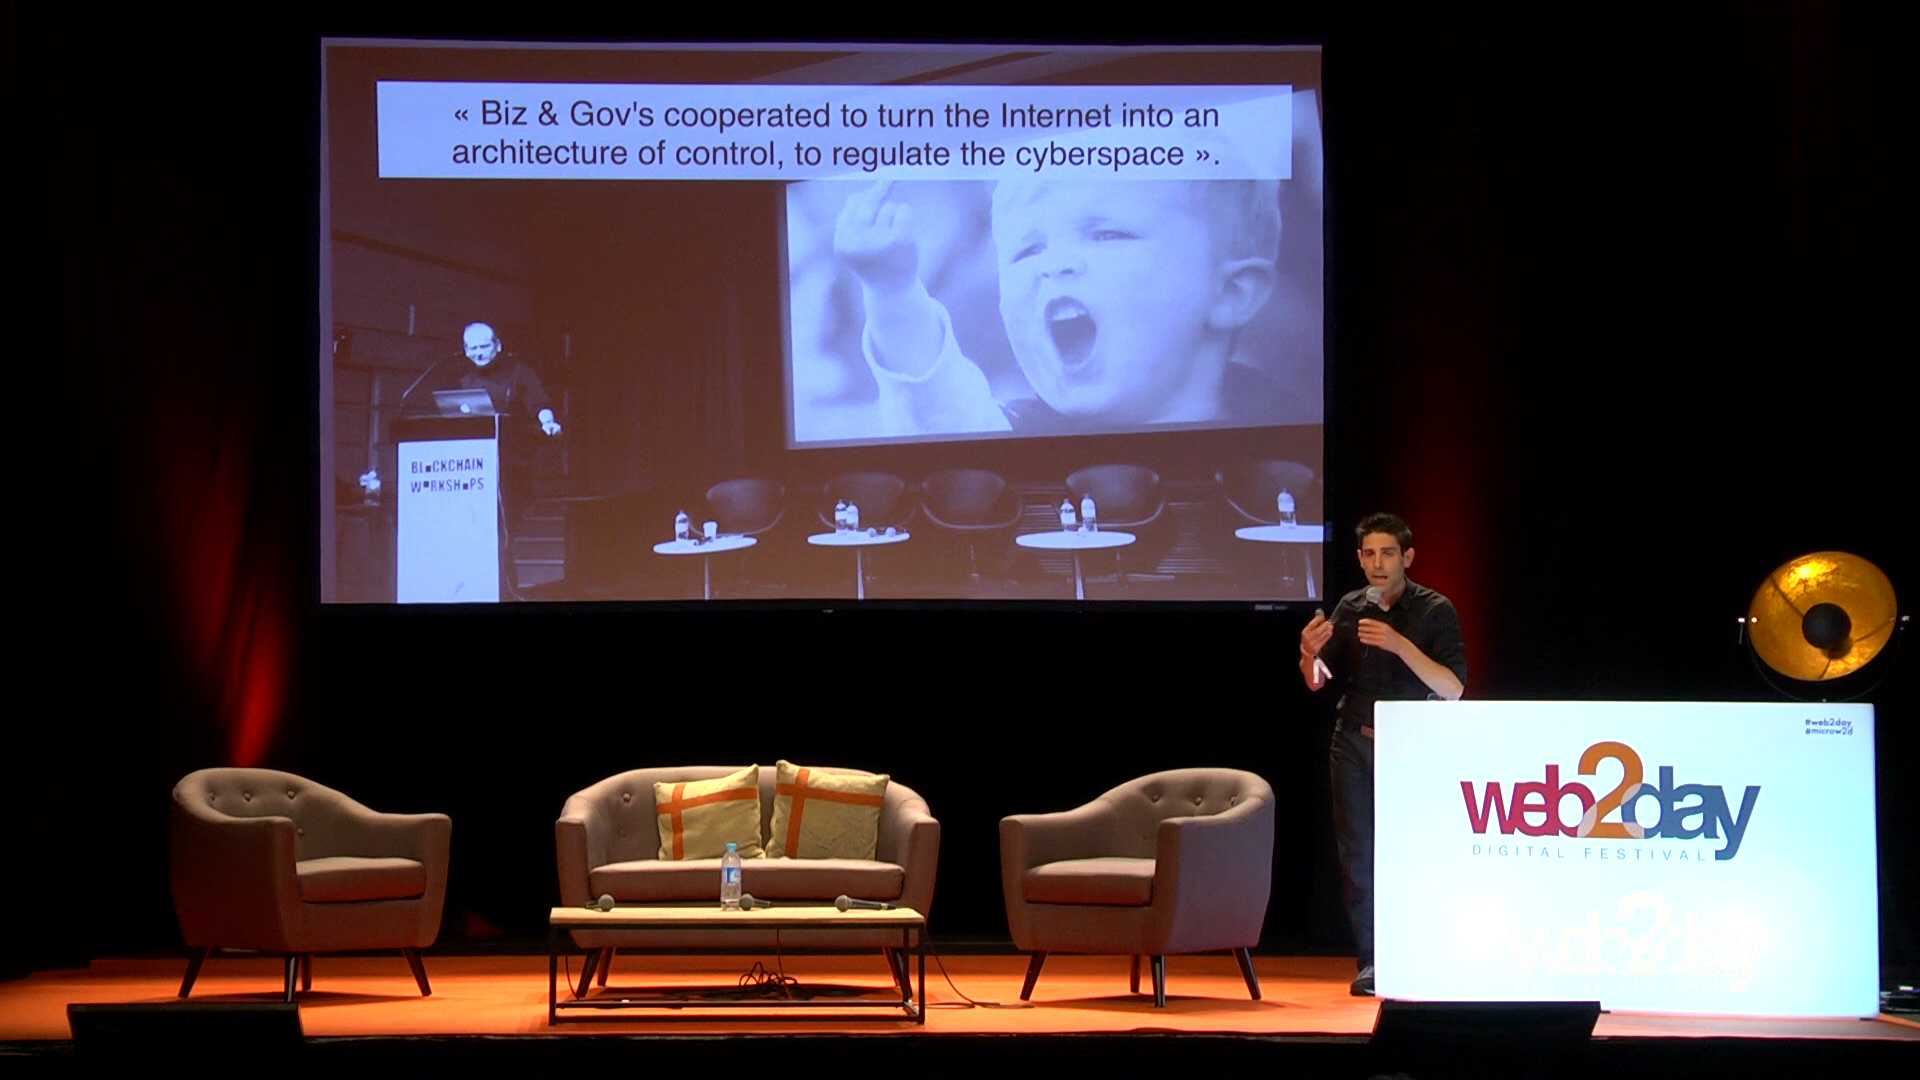 « Biz & Gov's cooperated to turn the Internet into an
architecture of control, to regulate the cyberspace ».
BL■CKCHAIN
W■RKSH■PS
#web2day
#microw2d
web2day
DIGITAL FESTIVAL
web2day